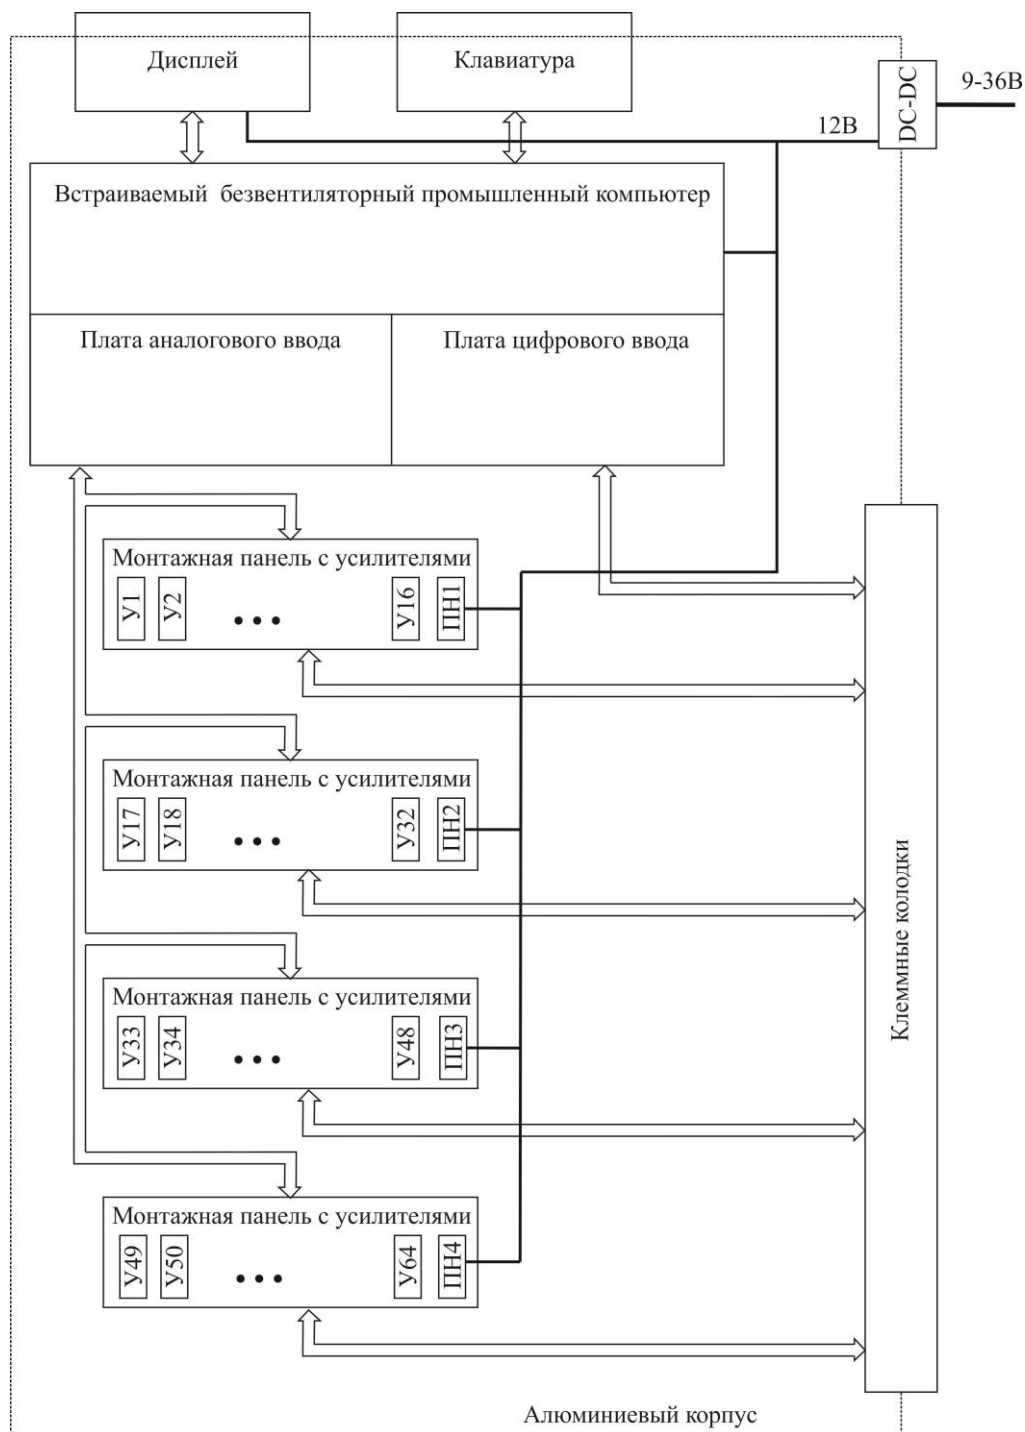 Дисплей
Клавиатура
DC-DC
9-36В
12В
Встраиваемый безвентиляторный промышленный компьютер
Плата аналогового ввода
Плата цифрового ввода
Монтажная панель с усилителями
У1
У2
У16
ПН1
Монтажная панель с усилителями
У17
У18
У32
ПН2
Монтажная панель с усилителями
У33
У34
У48
ПН3
Монтажная панель с усилителями
У49
У50
У64
ПН4
Клеммные колодки
Алюминиевый корпус